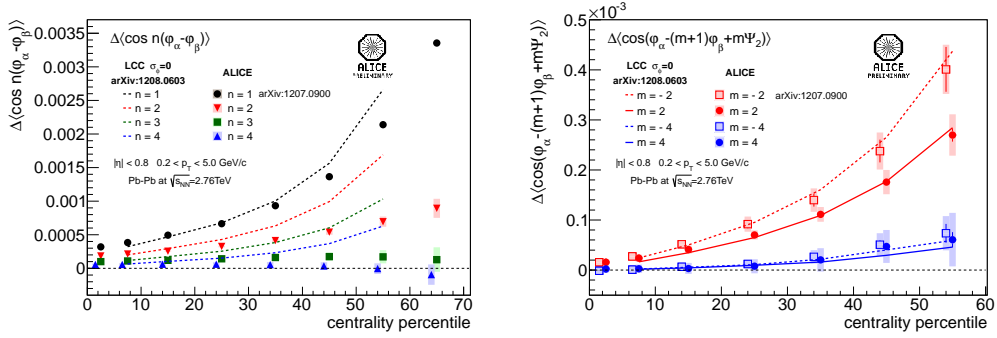 Δ⟨cos n(φα-φβ)⟩
0.0035
0.003
0.0025
0.002
0.0015
0.001
0.0005
0
Δ⟨cos n(φα-φβ)⟩
LCC σφ=0
arXiv:1208.0603
n = 1
n = 2
n = 3
n = 4
ALICE
n = 1 arXiv:1207.0900
n = 2
n = 3
n = 4
ALICE
PRELIMINARY
|η| < 0.8 0.2 < pT < 5.0 GeV/c
Pb-Pb at √sNN=2.76TeV
0 10 20 30 40 50 60 70
centrality percentile
Δ⟨cos(φα-(m+1)φβ+mΨ2)⟩
×10⁻³
0.5
0.4
0.3
0.2
0.1
0
Δ⟨cos(φα-(m+1)φβ+mΨ2)⟩
LCC σφ=0
arXiv:1208.0603
m = - 2
m = 2
m = - 4
m = 4
ALICE
m = - 2 arXiv:1207.0900
m = 2
m = - 4
m = 4
ALICE
PRELIMINARY
|η| < 0.8 0.2 < pT < 5.0 GeV/c
Pb-Pb at √sNN=2.76TeV
0 10 20 30 40 50 60
centrality percentile